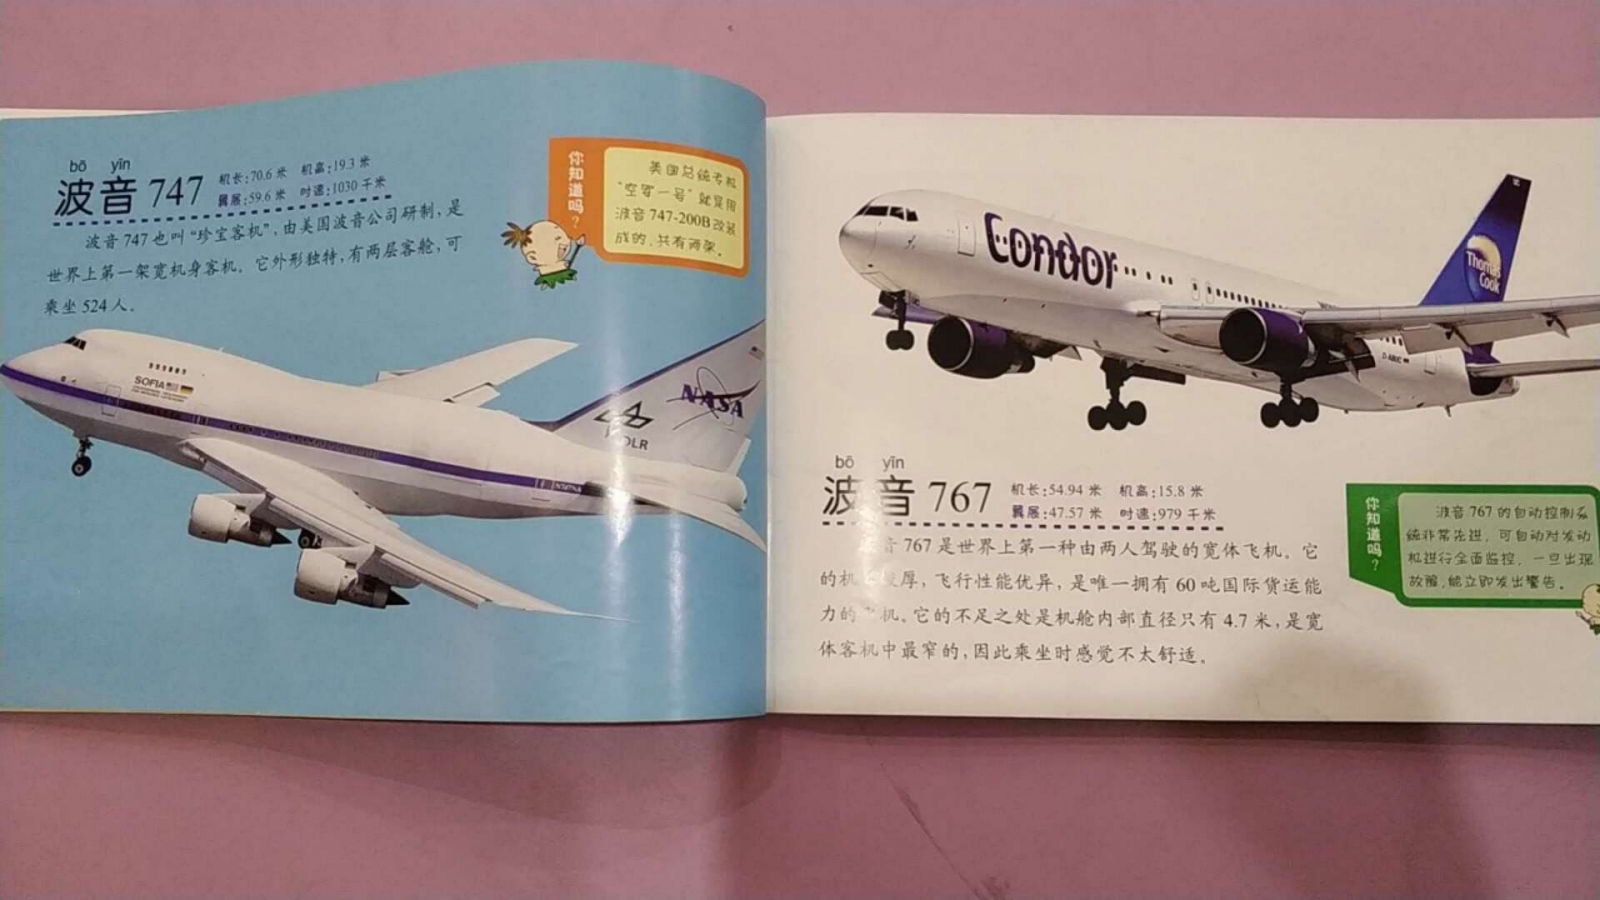 bō yīn
波音 747
机长:70.6 米 机高:19.3 米
翼展:59.6 米 时速:1030 千米
波音 747 也叫“珍宝客机”,由美国波音公司研制,是
世界上第一架宽机身客机。它外形独特,有两层客舱,可
乘坐 524 人。
你知道吗?
美国总统专机
“空军一号”就是用
波音 747-200B 改装
成的,共有两架。
SOFIA
NASA
DLR
Condor
Thomas
Cook
D-ABUC
bō yīn
波音 767
机长:54.94 米 机高:15.8 米
翼展:47.57 米 时速:979 千米
音 767 是世界上第一种由两人驾驶的宽体飞机。它
的机 厚,飞行性能优异,是唯一拥有 60 吨国际货运能
力的 机。它的不足之处是机舱内部直径只有 4.7 米,是宽
体客机中最窄的,因此乘坐时感觉不太舒适。
你知道吗?
波音 767 的自动控制系
统非常先进,可自动对发动
机进行全面监控,一旦出现
故障,能立即发出警告。